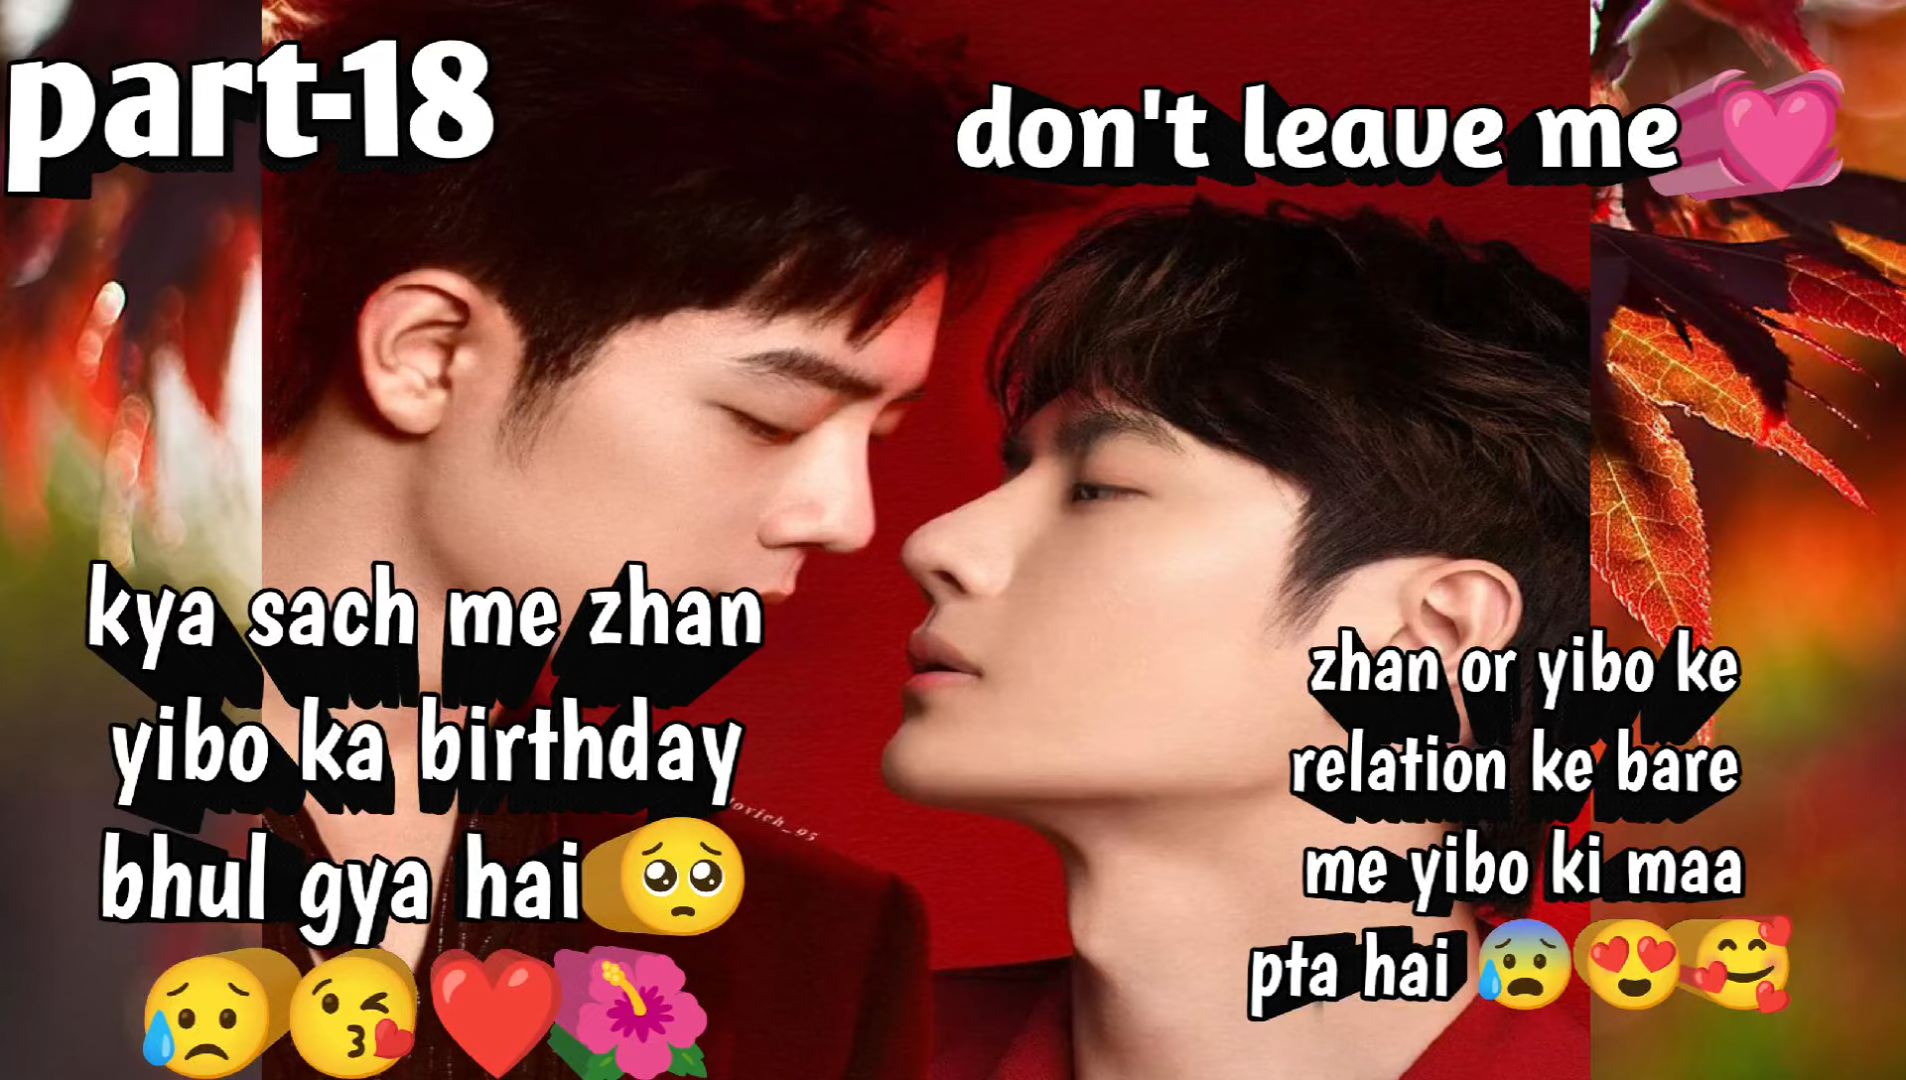 part-18
don't leave me 💗
kya sach me zhan
yibo ka birthday
bhul gya hai🥺
😥😘❤️🌺
zhan or yibo ke
relation ke bare
me yibo ki maa
pta hai 😰😍🥰